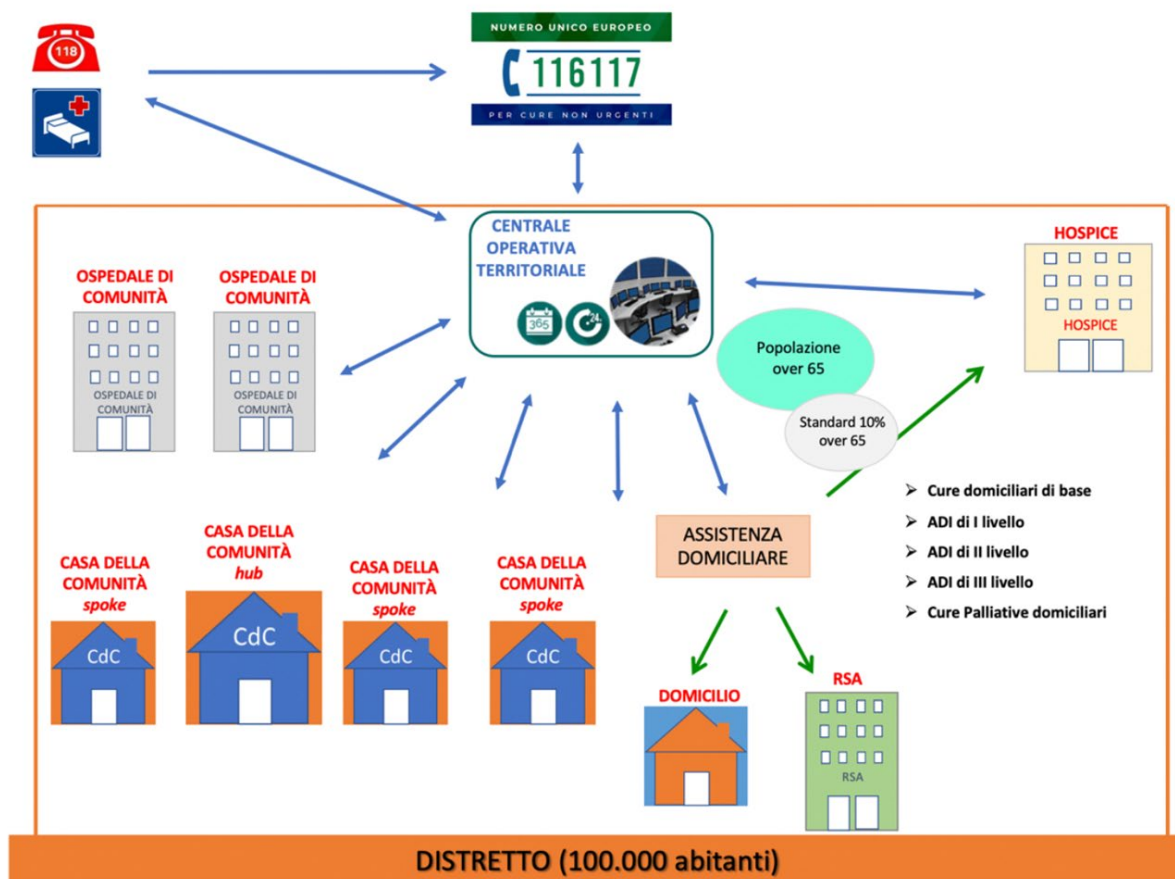 118
NUMERO UNICO EUROPEO
116117
PER CURE NON URGENTI
CENTRALE
OPERATIVA
TERRITORIALE
365
24
OSPEDALE DI
COMUNITÀ
OSPEDALE DI
COMUNITÀ
OSPEDALE DI
COMUNITÀ
OSPEDALE DI
COMUNITÀ
HOSPICE
HOSPICE
Popolazione
over 65
Standard 10%
over 65
CASA DELLA
COMUNITÀ
spoke
CdC
CASA DELLA
COMUNITÀ
hub
CdC
CASA DELLA
COMUNITÀ
spoke
CdC
CASA DELLA
COMUNITÀ
spoke
CdC
ASSISTENZA
DOMICILIARE
➢ Cure domiciliari di base
➢ ADI di I livello
➢ ADI di II livello
➢ ADI di III livello
➢ Cure Palliative domiciliari
DOMICILIO
RSA
RSA
DISTRETTO (100.000 abitanti)